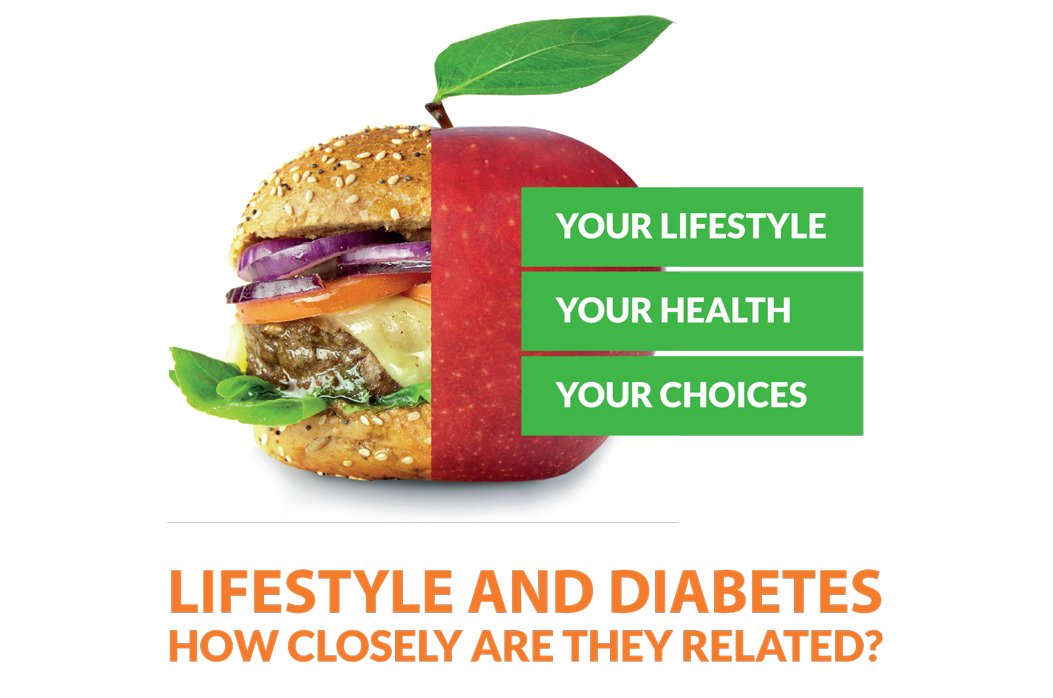 YOUR LIFESTYLE
YOUR HEALTH
YOUR CHOICES
LIFESTYLE AND DIABETES
HOW CLOSELY ARE THEY RELATED?